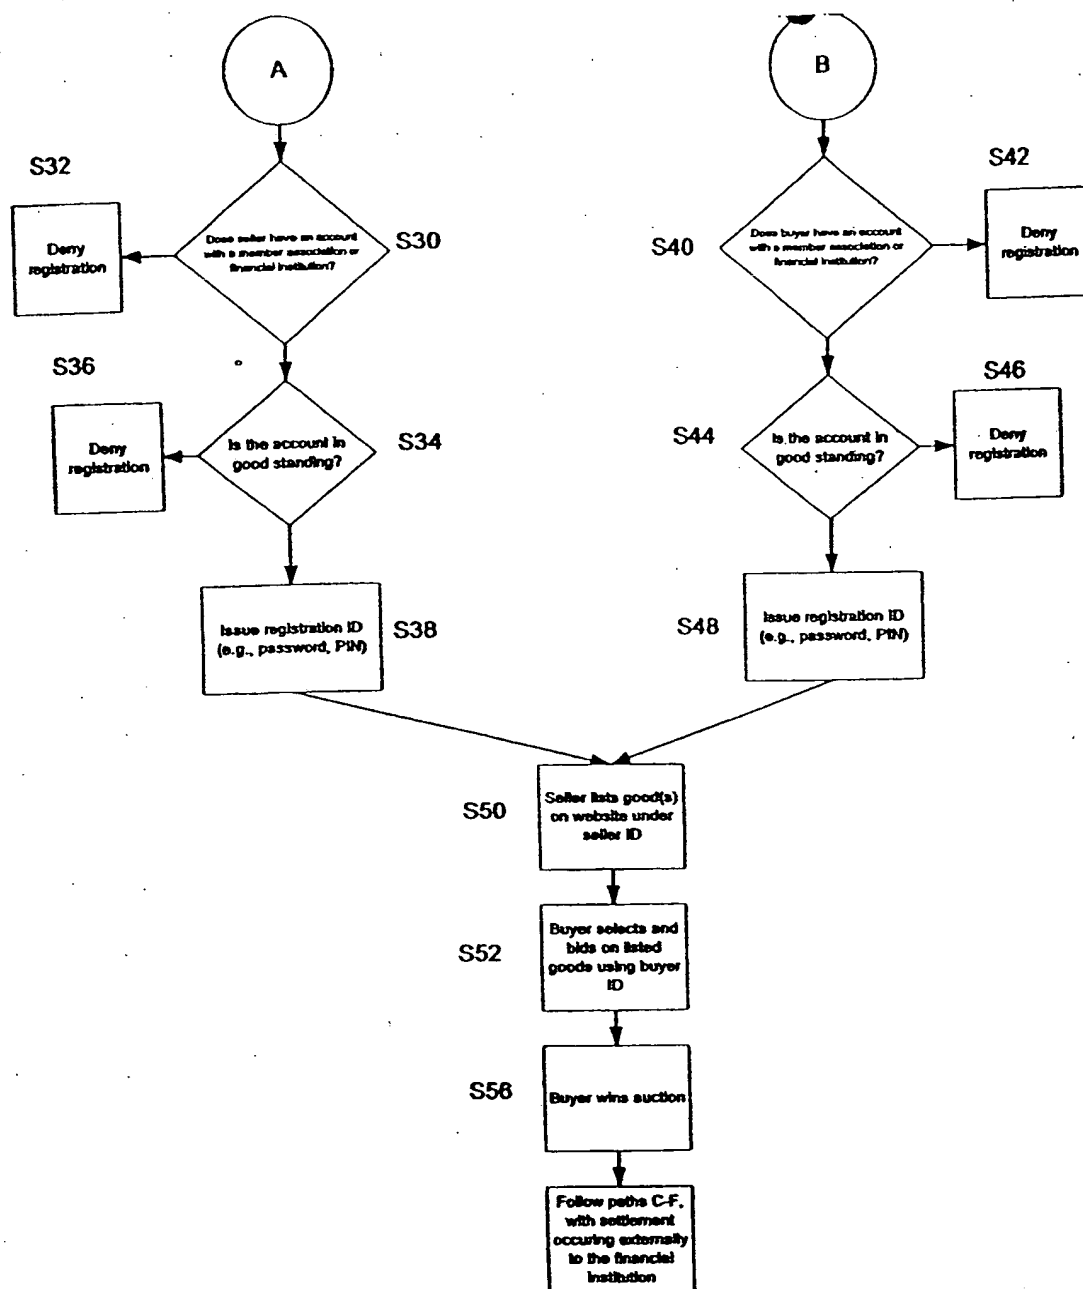 A
B
S32
S42
Deny
registration
Does seller have an account
with a member association or
financial institution?
S30
S40
Does buyer have an account
with a member association or
financial institution?
Deny
registration
S36
S46
Deny
registration
Is the account in
good standing?
S34
S44
Is the account in
good standing?
Deny
registration
Issue registration ID
(e.g., password, PIN)
S38
S48
Issue registration ID
(e.g., password, PIN)
S50
Seller lists good(s)
on website under
seller ID
S52
Buyer selects and
bids on listed
goods using buyer
ID
S56
Buyer wins auction
Follow paths C-F,
with settlement
occuring externally
to the financial
institution